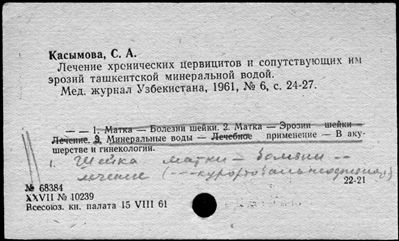 Касымова, С. А.
Лечение хронических цервицитов и сопутствующих им
эрозий ташкентской минеральной водой.
Мед. журнал Узбекистана, 1961, № 6, с. 24-27.
— — 1. Матка — Болезни шейки. 2. Матка — Эрозии шейки —
Лечение. 3. Минеральные воды — Лечебное применение — В аку-
шерстве и гинекологии.
1. Шейка матки – Болезни --
лечение (---
22-21
№ 68384
XXVII № 10239
Всесоюз. кн. палата 15 VIII 61